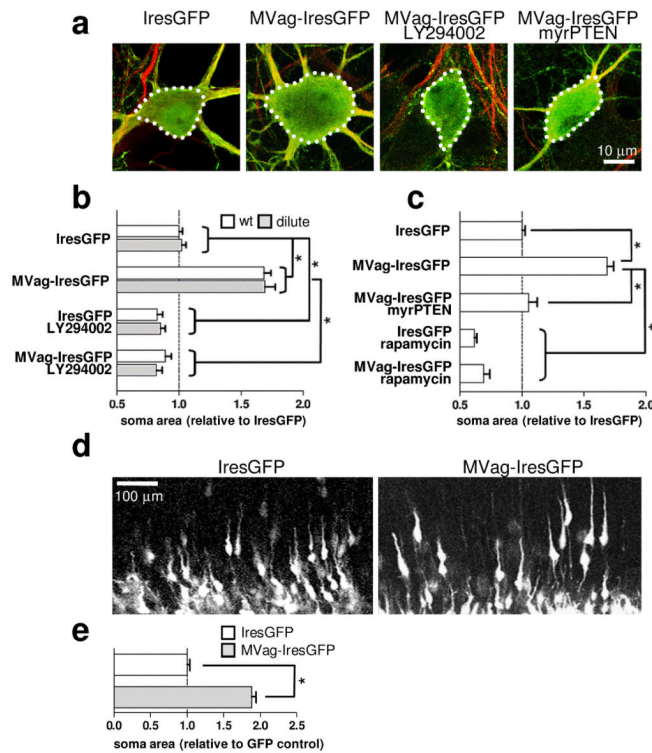 a
IresGFP
MVag-IresGFP
MVag-IresGFP
LY294002
MVag-IresGFP
myrPTEN
10 μm
b
wt
dilute
IresGFP
MVag-IresGFP
IresGFP
LY294002
MVag-IresGFP
LY294002
*
*
*
0.5
1.0
1.5
2.0
soma area (relative to IresGFP)
c
IresGFP
MVag-IresGFP
MVag-IresGFP
myrPTEN
IresGFP
rapamycin
MVag-IresGFP
rapamycin
*
*
*
0.5
1.0
1.5
2.0
soma area (relative to IresGFP)
d
IresGFP
MVag-IresGFP
100 μm
e
IresGFP
MVag-IresGFP
*
0.0
0.5
1.0
1.5
2.0
2.5
soma area (relative to GFP control)